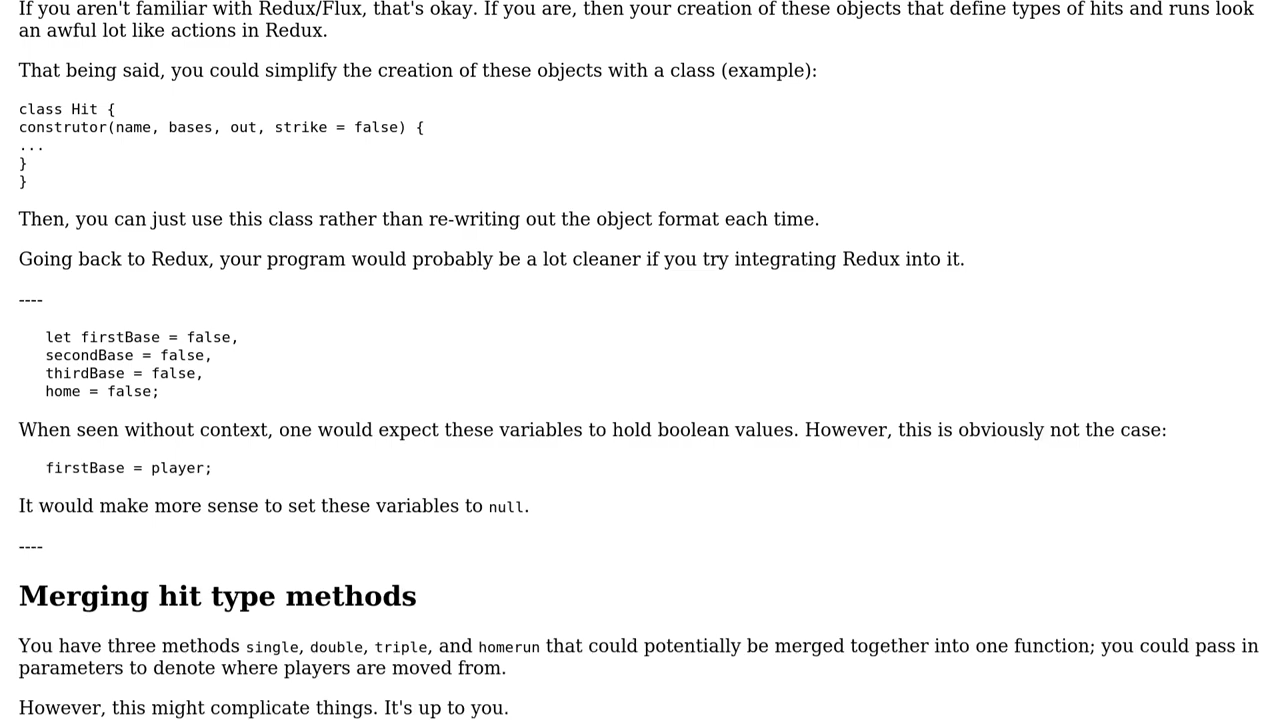 If you aren't familiar with Redux/Flux, that's okay. If you are, then your creation of these objects that define types of hits and runs look
an awful lot like actions in Redux.
That being said, you could simplify the creation of these objects with a class (example):
class Hit {
construtor(name, bases, out, strike = false) {
...
}
}
Then, you can just use this class rather than re-writing out the object format each time.
Going back to Redux, your program would probably be a lot cleaner if you try integrating Redux into it.
----
let firstBase = false,
secondBase = false,
thirdBase = false,
home = false;
When seen without context, one would expect these variables to hold boolean values. However, this is obviously not the case:
firstBase = player;
It would make more sense to set these variables to null.
----
Merging hit type methods
You have three methods single, double, triple, and homerun that could potentially be merged together into one function; you could pass in
parameters to denote where players are moved from.
However, this might complicate things. It's up to you.